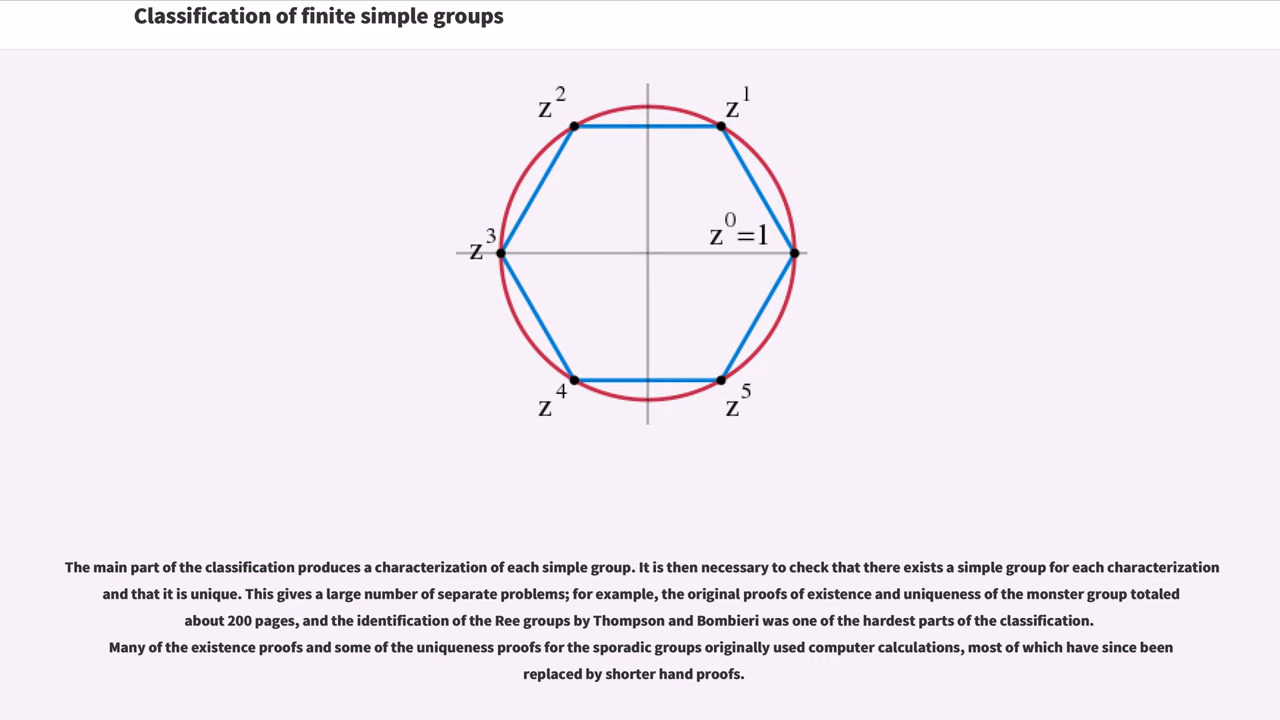 Classification of finite simple groups
z² z¹
z³ z⁰=1
z⁴ z⁵
The main part of the classification produces a characterization of each simple group. It is then necessary to check that there exists a simple group for each characterization
and that it is unique. This gives a large number of separate problems; for example, the original proofs of existence and uniqueness of the monster group totaled
about 200 pages, and the identification of the Ree groups by Thompson and Bombieri was one of the hardest parts of the classification.
Many of the existence proofs and some of the uniqueness proofs for the sporadic groups originally used computer calculations, most of which have since been
replaced by shorter hand proofs.